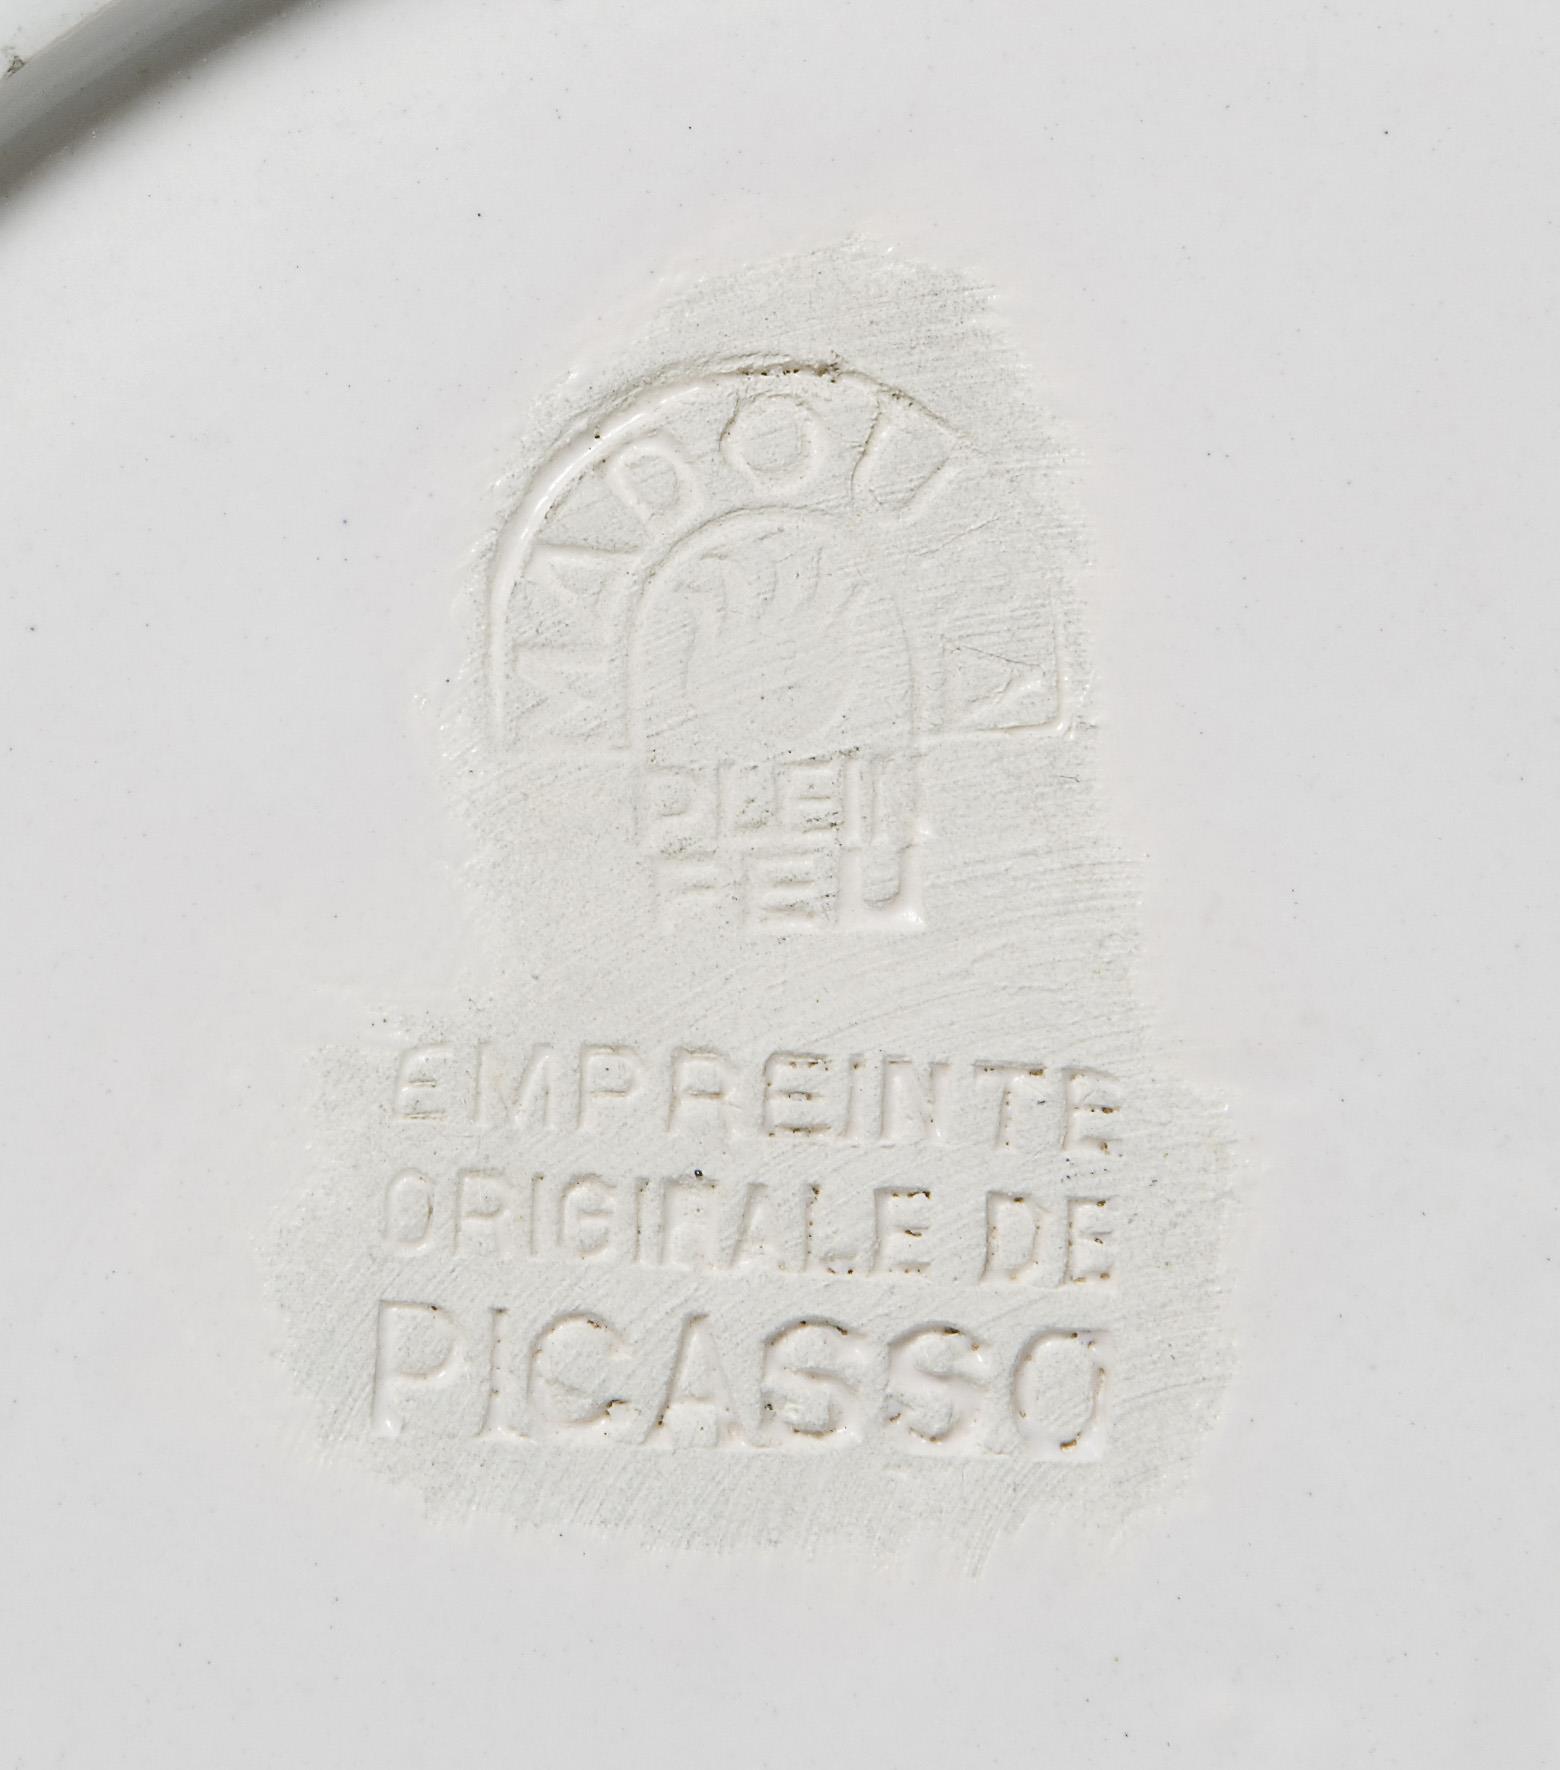 MADOURA
PLEIN
FEU
EMPREINTE
ORIGINALE DE
PICASSO